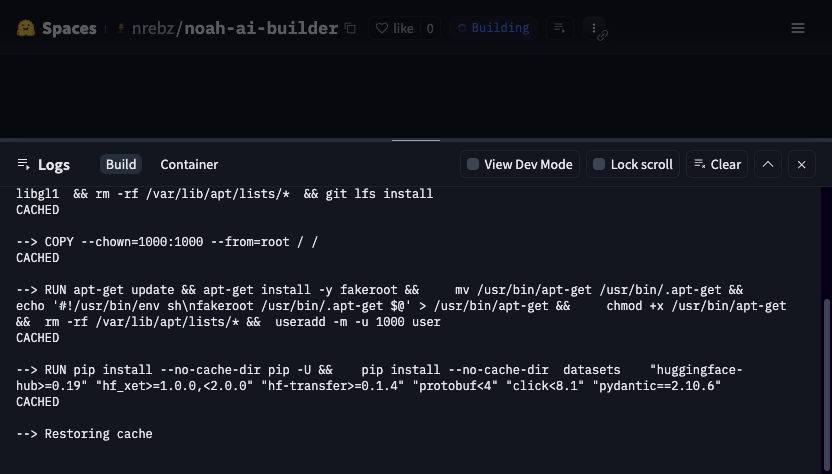 Spaces nrebz/noah-ai-builder like 0 Building
Logs Build Container View Dev Mode Lock scroll Clear
libgl1  && rm -rf /var/lib/apt/lists/*  && git lfs install
CACHED
--> COPY --chown=1000:1000 --from=root / /
CACHED
--> RUN apt-get update && apt-get install -y fakeroot &&     mv /usr/bin/apt-get /usr/bin/.apt-get &&
echo '#!/usr/bin/env sh\nfakeroot /usr/bin/.apt-get $@' > /usr/bin/apt-get &&     chmod +x /usr/bin/apt-get
&&  rm -rf /var/lib/apt/lists/* &&  useradd -m -u 1000 user
CACHED
--> RUN pip install --no-cache-dir pip -U &&    pip install --no-cache-dir  datasets    "huggingface-
hub>=0.19" "hf_xet>=1.0.0,<2.0.0" "hf-transfer>=0.1.4" "protobuf<4" "click<8.1" "pydantic==2.10.6"
CACHED
--> Restoring cache